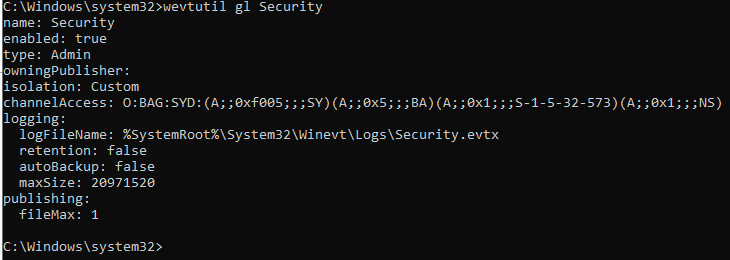 C:\Windows\system32>wevtutil gl Security
name: Security
enabled: true
type: Admin
owningPublisher:
isolation: Custom
channelAccess: O:BAG:SYD:(A;;0xf005;;;SY)(A;;0x5;;;BA)(A;;0x1;;;S-1-5-32-573)(A;;0x1;;;NS)
logging:
  logFileName: %SystemRoot%\System32\Winevt\Logs\Security.evtx
  retention: false
  autoBackup: false
  maxSize: 20971520
publishing:
  fileMax: 1
C:\Windows\system32>